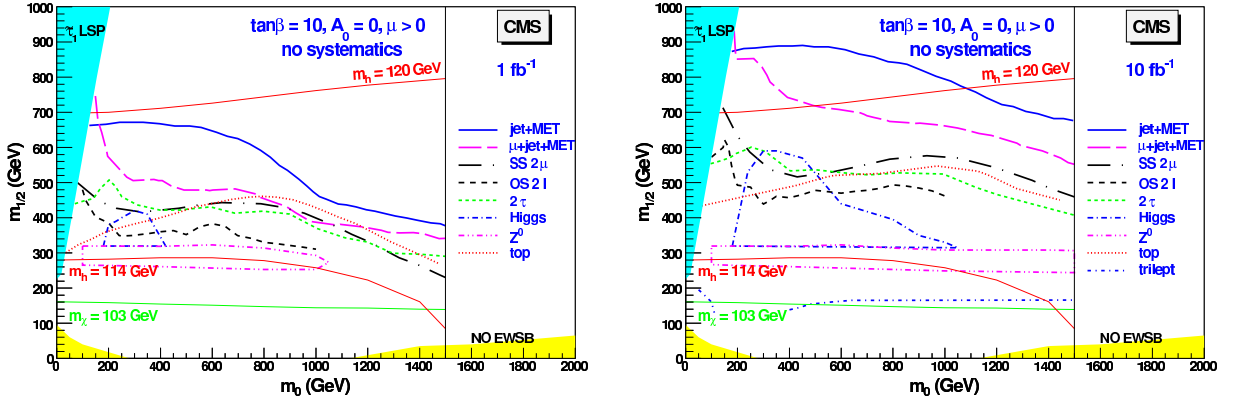 τ̃₁ LSP
tanβ = 10, A₀ = 0, μ > 0
no systematics
CMS
1 fb⁻¹
m_h = 120 GeV
jet+MET
μ+jet+MET
SS 2 μ
OS 2 l
2 τ
Higgs
Z⁰
top
m_h = 114 GeV
m_χ = 103 GeV
NO EWSB
m₁/₂ (GeV)
0
100
200
300
400
500
600
700
800
900
1000
0 200 400 600 800 1000 1200 1400 1600 1800 2000
m₀ (GeV)
τ̃₁ LSP
tanβ = 10, A₀ = 0, μ > 0
no systematics
CMS
10 fb⁻¹
m_h = 120 GeV
jet+MET
μ+jet+MET
SS 2 μ
OS 2 l
2 τ
Higgs
Z⁰
top
trilept
m_h = 114 GeV
m_χ = 103 GeV
NO EWSB
m₁/₂ (GeV)
0
100
200
300
400
500
600
700
800
900
1000
0 200 400 600 800 1000 1200 1400 1600 1800 2000
m₀ (GeV)